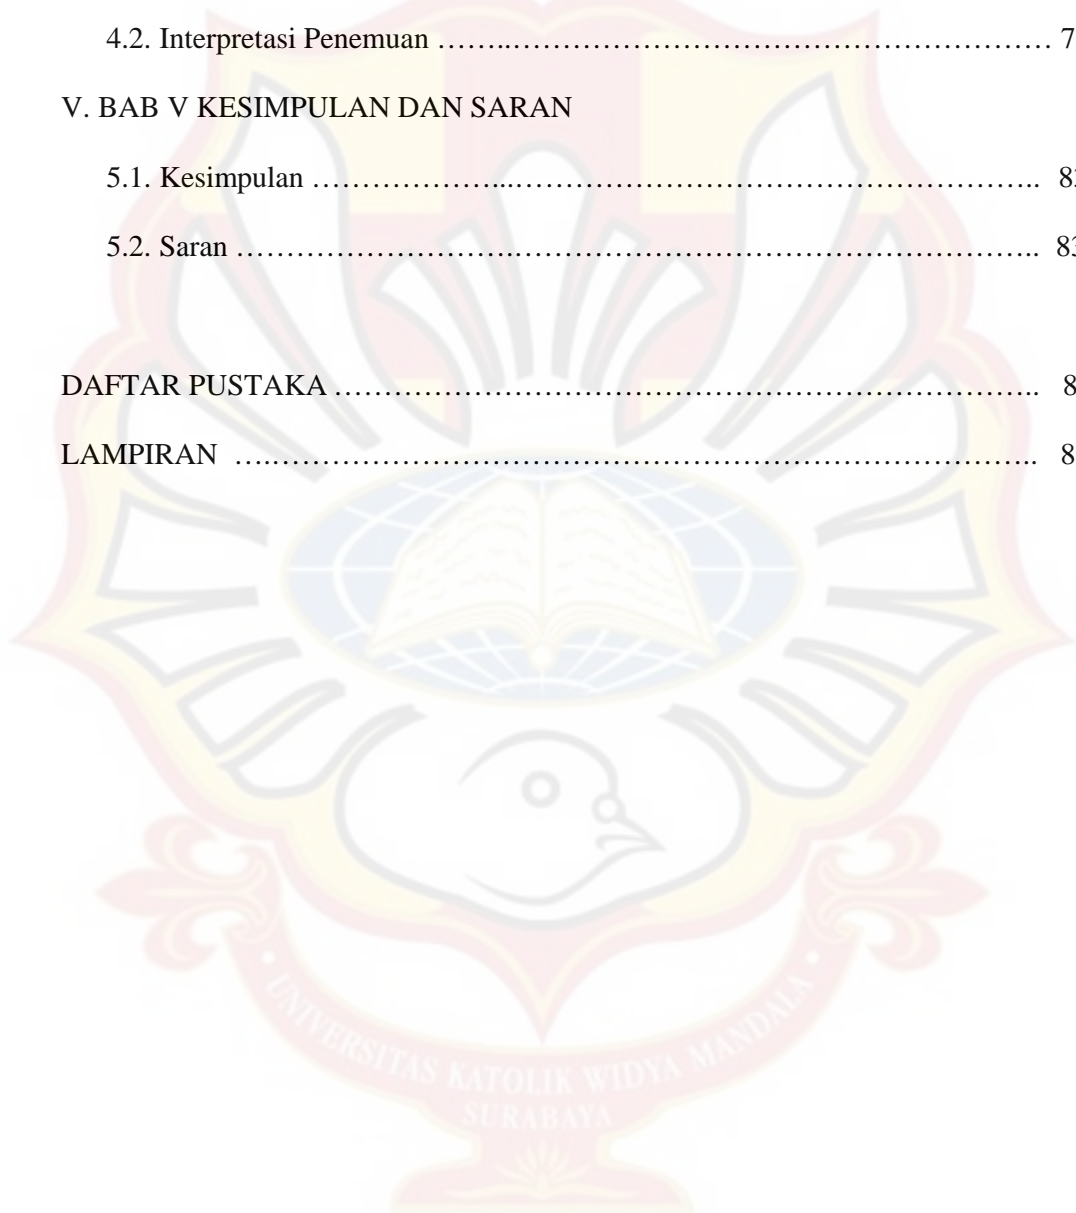 4.2. Interpretasi Penemuan ……..……………………………………………… 7
V. BAB V KESIMPULAN DAN SARAN
5.1. Kesimpulan ………………...…………………………………………….. 83
5.2. Saran ……………………….…………………………………………….. 83
DAFTAR PUSTAKA …………………………………………………………….. 8
LAMPIRAN ….………………………………………………………………….. 8
UNIVERSITAS KATOLIK WIDYA MANDALA
SURABAYA